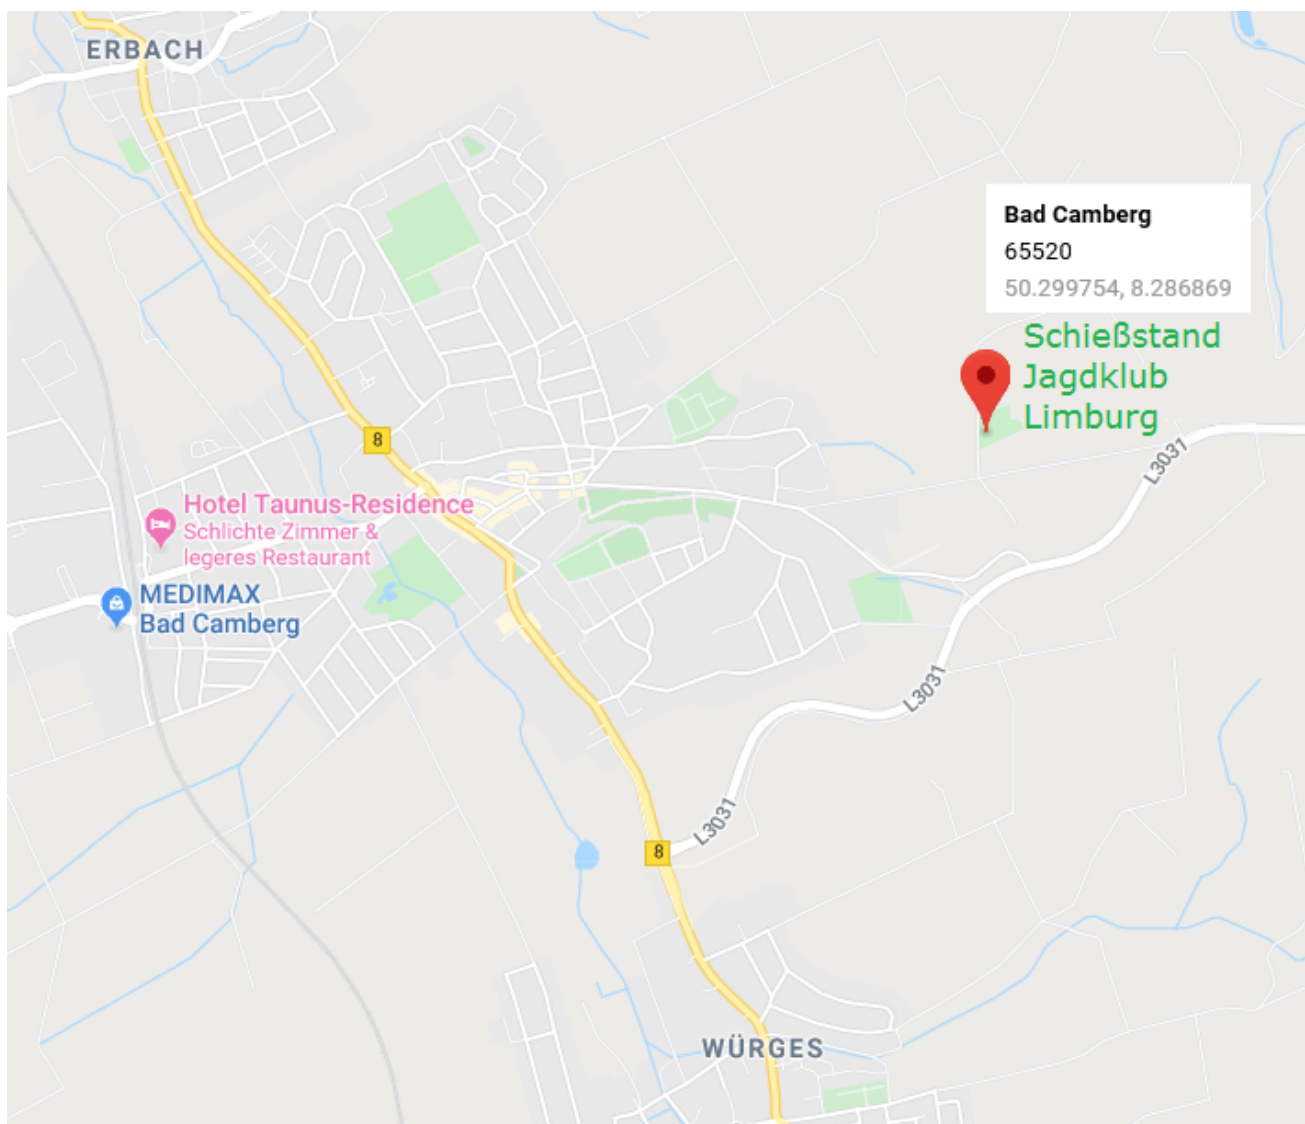 ERBACH
Bad Camberg
65520
50.299754, 8.286869
Schießstand
Jagdklub
Limburg
8
L3031
Hotel Taunus-Residence
Schlichte Zimmer &
legeres Restaurant
MEDIMAX
Bad Camberg
L3031
L3031
8
WÜRGES